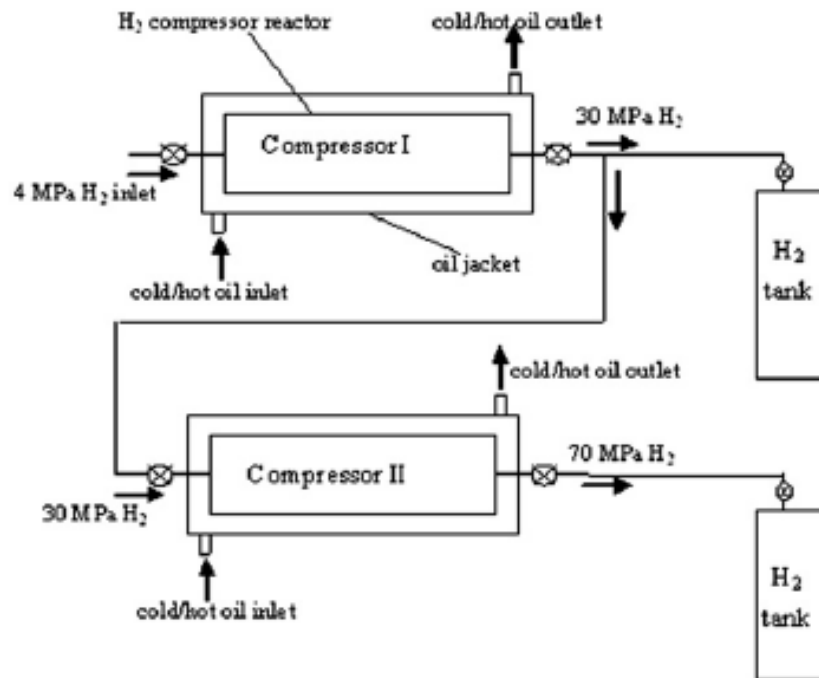 H₂ compressor reactor
cold/hot oil outlet
Compressor I
30 MPa H₂
4 MPa H₂ inlet
oil jacket
cold/hot oil inlet
H₂
tank
cold/hot oil outlet
Compressor II
70 MPa H₂
30 MPa H₂
cold/hot oil inlet
H₂
tank